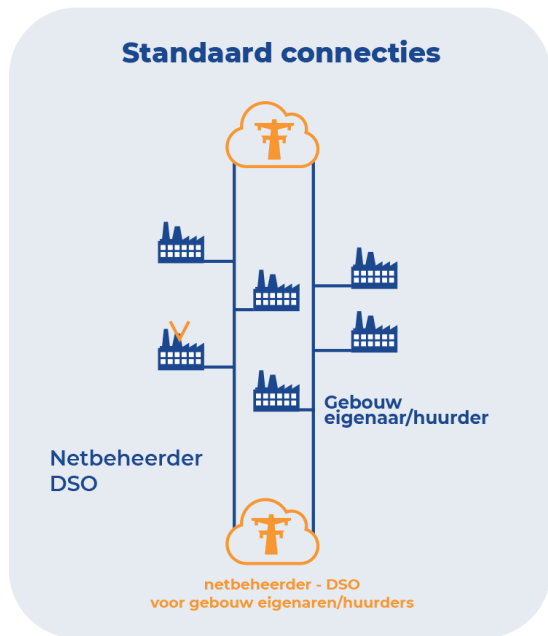 Standaard connecties
Gebouw
eigenaar/huurder
Netbeheerder
DSO
netbeheerder - DSO
voor gebouw eigenaren/huurders